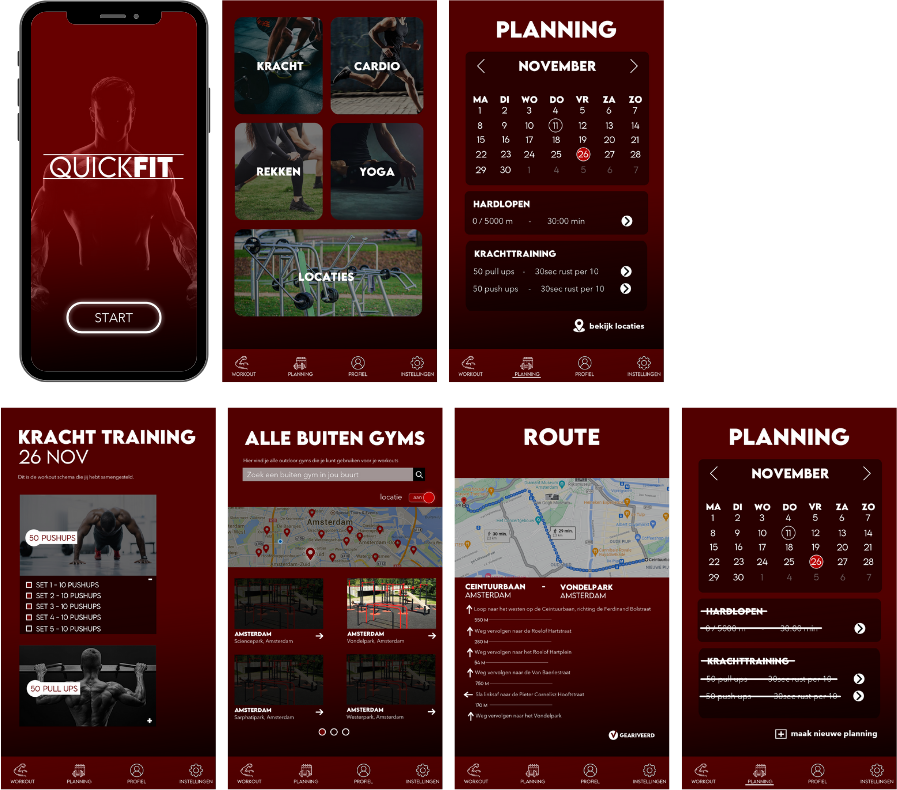 QUICKFIT
START
KRACHT
CARDIO
REKKEN
YOGA
LOCATIES
WORKOUT
PLANNING
PROFIEL
INSTELLINGEN
PLANNING
NOVEMBER
MA DI WO DO VR ZA ZO
1 2 3 4 5 6 7
8 9 10 11 12 13 14
15 16 17 18 19 20 21
22 23 24 25 26 27 28
29 30 1 4 5 6 7
HARDLOPEN
0 / 5000 m - 30:00 min
KRACHTTRAINING
50 pull ups - 30sec rust per 10
50 push ups - 30sec rust per 10
bekijk locaties
WORKOUT
PLANNING
PROFIEL
INSTELLINGEN
KRACHT TRAINING
26 NOV
Dit is de workout schema die jij hebt samengesteld.
50 PUSHUPS
SET 1 - 10 PUSHUPS
SET 2 - 10 PUSHUPS
SET 3 - 10 PUSHUPS
SET 4 - 10 PUSHUPS
SET 5 - 10 PUSHUPS
50 PULL UPS
WORKOUT
PLANNING
PROFIEL
INSTELLINGEN
ALLE BUITEN GYMS
Hier vind je alle outdoor gyms die je kunt gebruiken voor je workouts
Zoek een buiten gym in jou buurt
locatie
aan
Amsterdam
AMSTERDAM
Sciencepark, Amsterdam
AMSTERDAM
Vondelpark, Amsterdam
AMSTERDAM
Sarphatipark, Amsterdam
AMSTERDAM
Westerpark, Amsterdam
WORKOUT
PLANNING
PROFIEL
INSTELLINGEN
ROUTE
30 min.
29 min.
CEINTUURBAAN - VONDELPARK
AMSTERDAM AMSTERDAM
Loop naar het westen op de Ceintuurbaan, richting de Ferdinand Bolstraat
550 M
Weg vervolgen naar de Roelof Hartstraat
350 M
Weg vervolgen naar het Roelof Hartplein
54 M
Weg vervolgen naar de Van Baerlestraat
750 M
Sla linksaf naar de Pieter Cornelisz Hooftstraat
170 M
Weg vervolgen naar het Vondelpark
GEARIVEERD
WORKOUT
PLANNING
PROFIEL
INSTELLINGEN
PLANNING
NOVEMBER
MA DI WO DO VR ZA ZO
1 2 3 4 5 6 7
8 9 10 11 12 13 14
15 16 17 18 19 20 21
22 23 24 25 26 27 28
29 30 1 4 5 6 7
HARDLOPEN
0 / 5000 m - 30:00 min
KRACHTTRAINING
50 pull ups - 30sec rust per 10
50 push ups - 30sec rust per 10
maak nieuwe planning
WORKOUT
PLANNING
PROFIEL
INSTELLINGEN